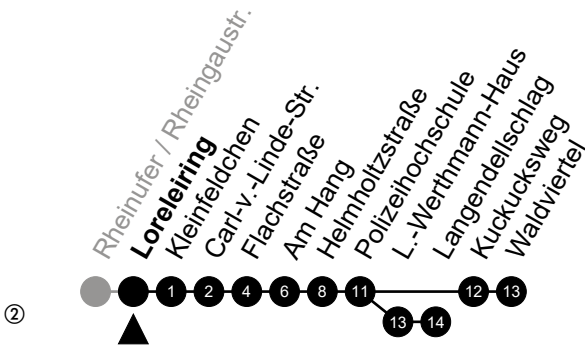 Rheinufer / Rheingaustr.
Loreleiring
Kleinfeldchen
Carl-v.-Linde-Str.
Flachstraße
Am Hang
Helmholtzstraße
Polizeihochschule
L.-Werthmann-Haus
Langendellschlag
Kuckucksweg
Waldviertel
1 2 4 6 8 11 12 13
② 13 14